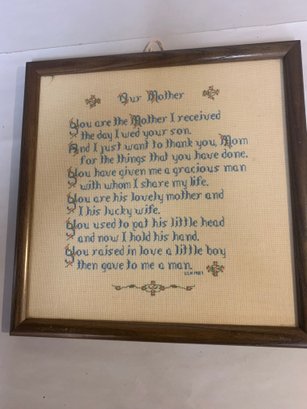 Our Mother
You are the Mother I received
the day I wed your son.
And I just want to thank you, Mom
for the things that you have done.
You have given me a gracious man
with whom I share my life.
You are his lovely mother and
I his lucky wife.
You used to pat his little head
and now I hold his hand.
You raised in love a little boy
then gave to me a man.